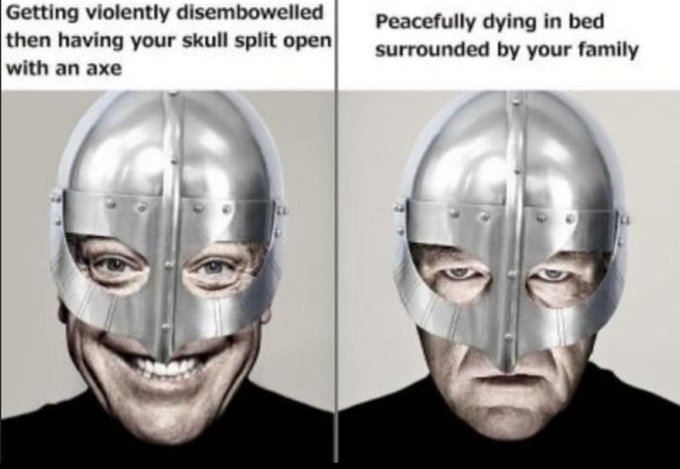 Getting violently disembowelled
then having your skull split open
with an axe
Peacefully dying in bed
surrounded by your family